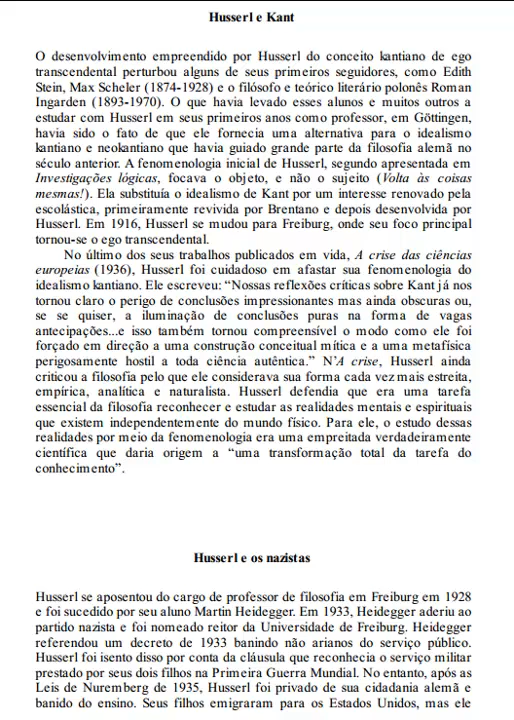 Husserl e Kant
O desenvolvimento empreendido por Husserl do conceito kantiano de ego
transcendental perturbou alguns de seus primeiros seguidores, como Edith
Stein, Max Scheler (1874-1928) e o filósofo e teórico literário polonês Roman
Ingarden (1893-1970). O que havia levado esses alunos e muitos outros a
estudar com Husserl em seus primeiros anos como professor, em Göttingen,
havia sido o fato de que ele fornecia uma alternativa para o idealismo
kantiano e neokantiano que havia guiado grande parte da filosofia alemã no
século anterior. A fenomenologia inicial de Husserl, segundo apresentada em
Investigações lógicas, focava o objeto, e não o sujeito (Volta às coisas
mesmas!). Ela substituía o idealismo de Kant por um interesse renovado pela
escolástica, primeiramente revivida por Brentano e depois desenvolvida por
Husserl. Em 1916, Husserl se mudou para Freiburg, onde seu foco principal
tornou-se o ego transcendental.
No último dos seus trabalhos publicados em vida, A crise das ciências
europeias (1936), Husserl foi cuidadoso em afastar sua fenomenologia do
idealismo kantiano. Ele escreveu: “Nossas reflexões críticas sobre Kant já nos
tornou claro o perigo de conclusões impressionantes mas ainda obscuras ou,
se se quiser, a iluminação de conclusões puras na forma de vagas
antecipações...e isso também tornou compreensível o modo como ele foi
forçado em direção a uma construção conceitual mítica e a uma metafísica
perigosamente hostil a toda ciência autêntica.” N’A crise, Husserl ainda
criticou a filosofia pelo que ele considerava sua forma cada vez mais estreita,
empírica, analítica e naturalista. Husserl defendia que era uma tarefa
essencial da filosofia reconhecer e estudar as realidades mentais e espirituais
que existem independentemente do mundo físico. Para ele, o estudo dessas
realidades por meio da fenomenologia era uma empreitada verdadeiramente
científica que daria origem a “uma transformação total da tarefa do
conhecimento”.
Husserl e os nazistas
Husserl se aposentou do cargo de professor de filosofia em Freiburg em 1928
e foi sucedido por seu aluno Martin Heidegger. Em 1933, Heidegger aderiu ao
partido nazista e foi nomeado reitor da Universidade de Freiburg. Heidegger
referendou um decreto de 1933 banindo não arianos do serviço público.
Husserl foi isento disso por conta da cláusula que reconhecia o serviço militar
prestado por seus dois filhos na Primeira Guerra Mundial. No entanto, após as
Leis de Nuremberg de 1935, Husserl foi privado de sua cidadania alemã e
banido do ensino. Seus filhos emigraram para os Estados Unidos, mas ele